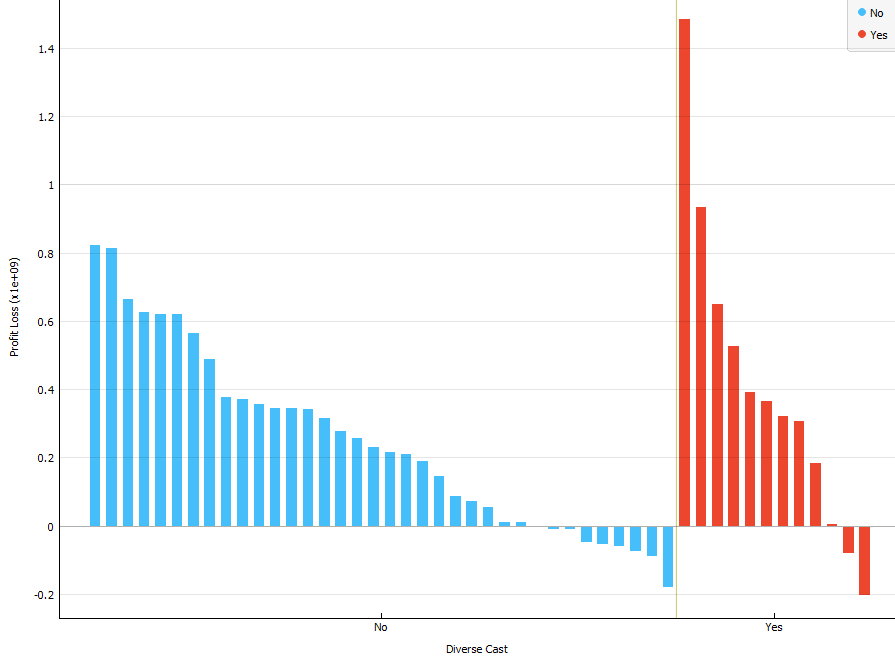 No
Yes
1.4
1.2
1
0.8
0.6
0.4
0.2
0
-0.2
Profit Loss (x1e+09)
No
Yes
Diverse Cast